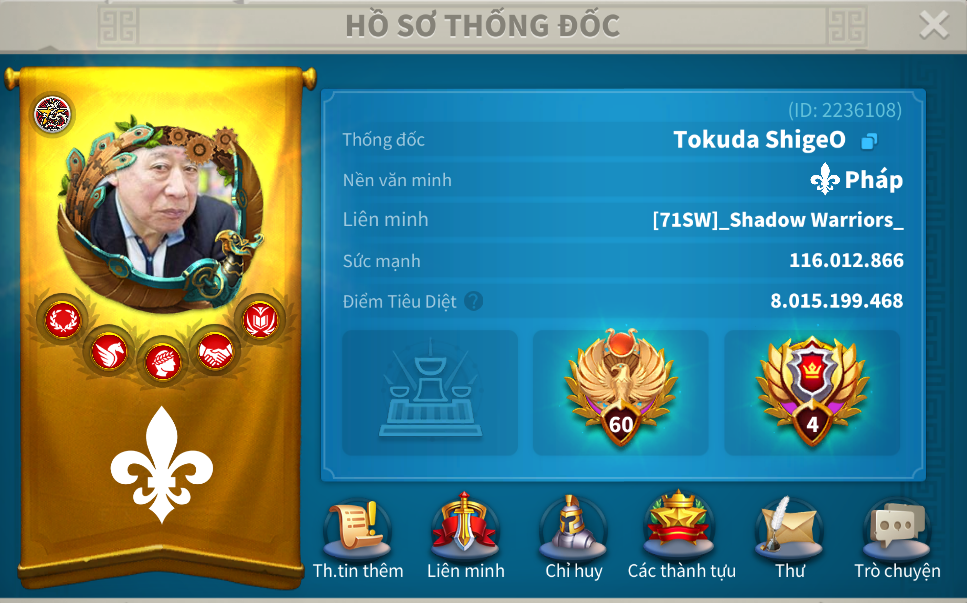 HỒ SƠ THỐNG ĐỐC
(ID: 2236108)
Thống đốc Tokuda ShigeO
Nền văn minh Pháp
Liên minh [71SW]_Shadow Warriors_
Sức mạnh 116.012.866
Điểm Tiêu Diệt ? 8.015.199.468
60 4
Th.tin thêm Liên minh Chỉ huy Các thành tựu Thư Trò chuyện